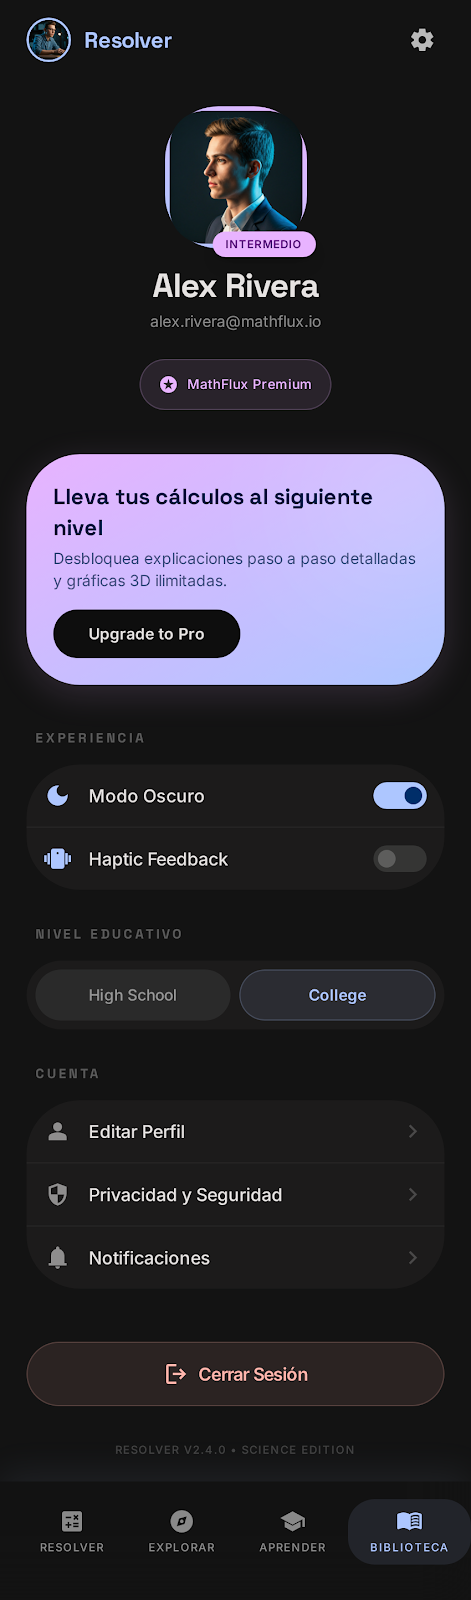 Resolver
INTERMEDIO
Alex Rivera
alex.rivera@mathflux.io
MathFlux Premium
Lleva tus cálculos al siguiente
nivel
Desbloquea explicaciones paso a paso detalladas
y gráficas 3D ilimitadas.
Upgrade to Pro
EXPERIENCIA
Modo Oscuro
Haptic Feedback
NIVEL EDUCATIVO
High School
College
CUENTA
Editar Perfil
Privacidad y Seguridad
Notificaciones
Cerrar Sesión
RESOLVER V2.4.0 • SCIENCE EDITION
RESOLVER
EXPLORAR
APRENDER
BIBLIOTECA